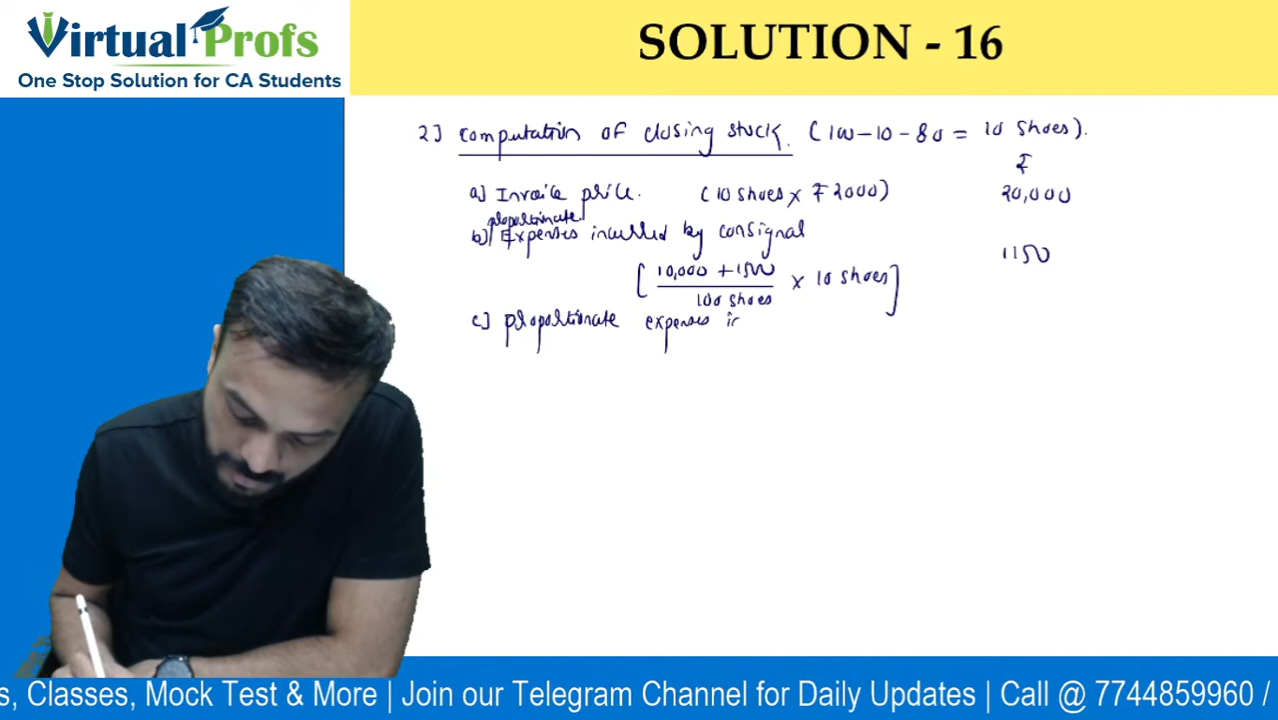 Virtual Profs
One Stop Solution for CA Students
SOLUTION - 16
2] Computation of closing stock. (100-10-80 = 10 shoes).
₹
a] Invoice price. (10 shoes x ₹2000) 20,000
proportionate
b] Expenses incurred by consignor
1150
[10,000 + 1500
100 shoes x 10 shoes]
c] proportionate expenses in
s, Classes, Mock Test & More | Join our Telegram Channel for Daily Updates | Call @ 7744859960 /